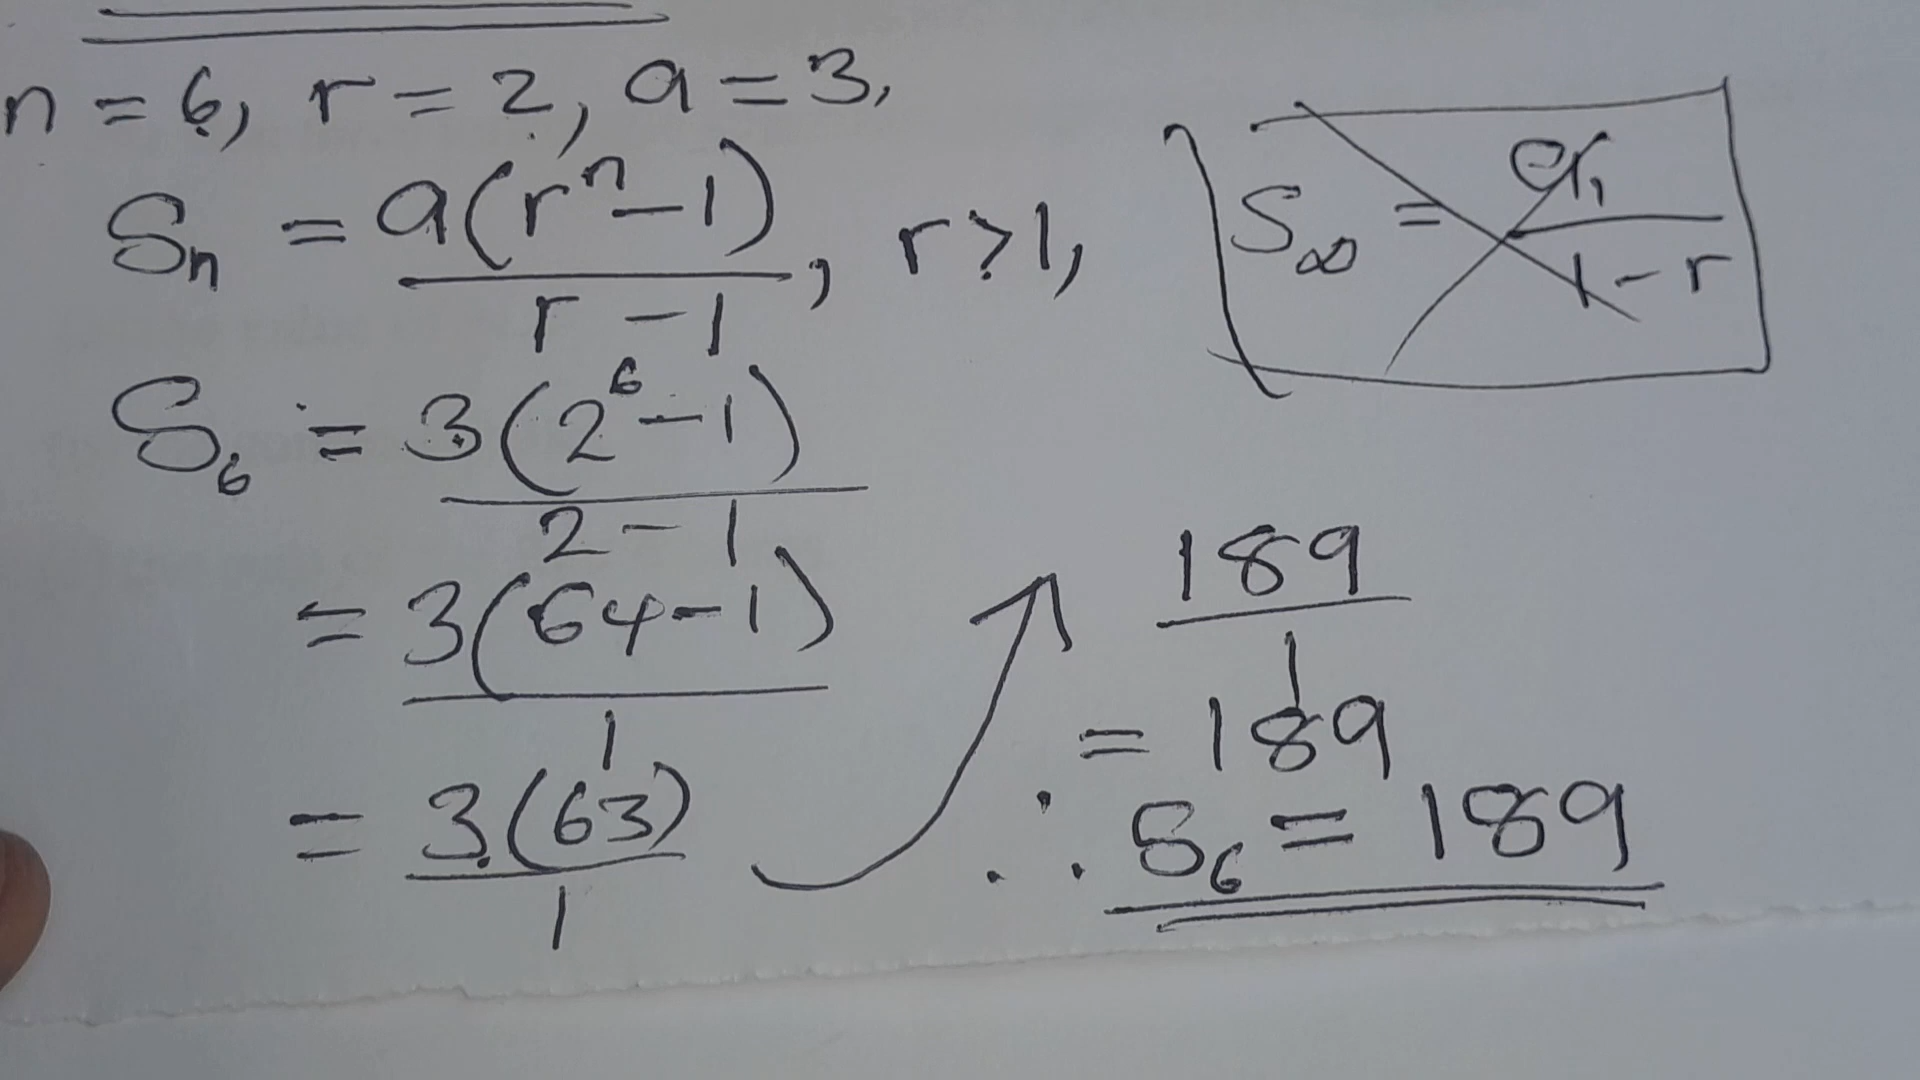 n = 6, r = 2, a = 3,
Sₙ = a(rⁿ - 1)
r - 1
, r > 1,
S∞ = a₁
1 - r
S₆ = 3(2⁶ - 1)
2 - 1
= 3(64 - 1)
1
= 3(63)
1
189
1
= 189
∴ S₆ = 189